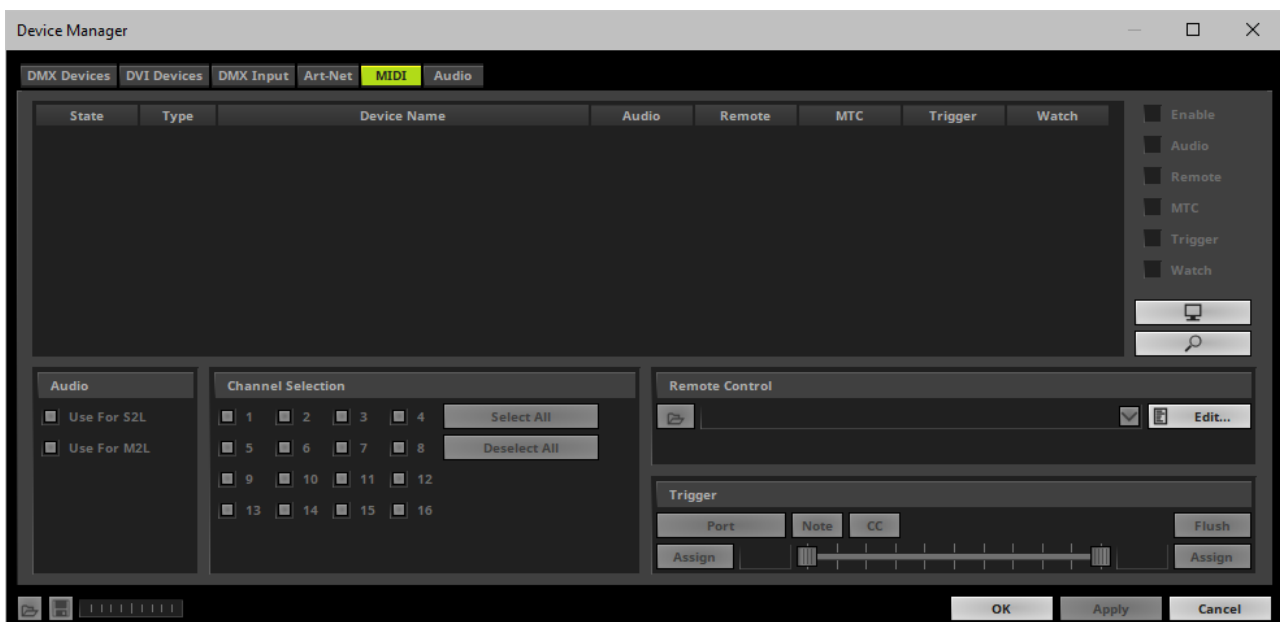 Device Manager
DMX Devices DVI Devices DMX Input Art-Net MIDI Audio
State Type Device Name Audio Remote MTC Trigger Watch
Enable
Audio
Remote
MTC
Trigger
Watch
Audio
Use For S2L
Use For M2L
Channel Selection
1 2 3 4 Select All
5 6 7 8 Deselect All
9 10 11 12
13 14 15 16
Remote Control
Edit...
Trigger
Port Note CC Flush
Assign Assign
OK Apply Cancel